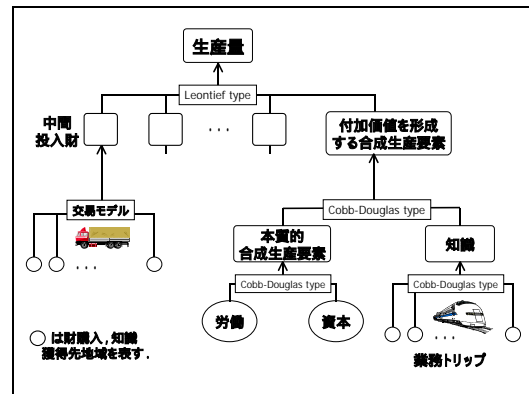 生産量
Leontief type
中間
投入財
・・・
付加価値を形成
する合成生産要素
交易モデル
・・・
Cobb-Douglas type
本質的
合成生産要素
知識
Cobb-Douglas type
Cobb-Douglas type
労働
資本
・・・
業務トリップ
○は財購入,知識
獲得先地域を表す.